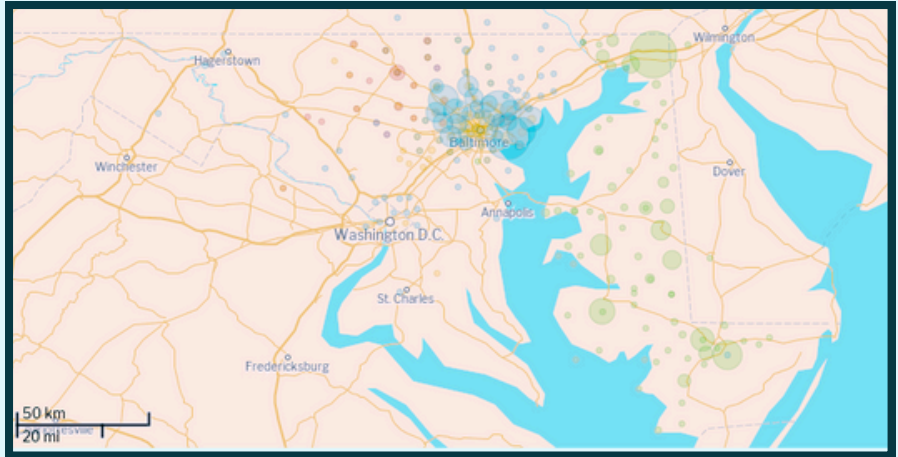 Wilmington
Hagerstown
Baltimore
Winchester
Dover
Annapolis
Washington D.C.
St. Charles
Fredericksburg
50 km
20 mi